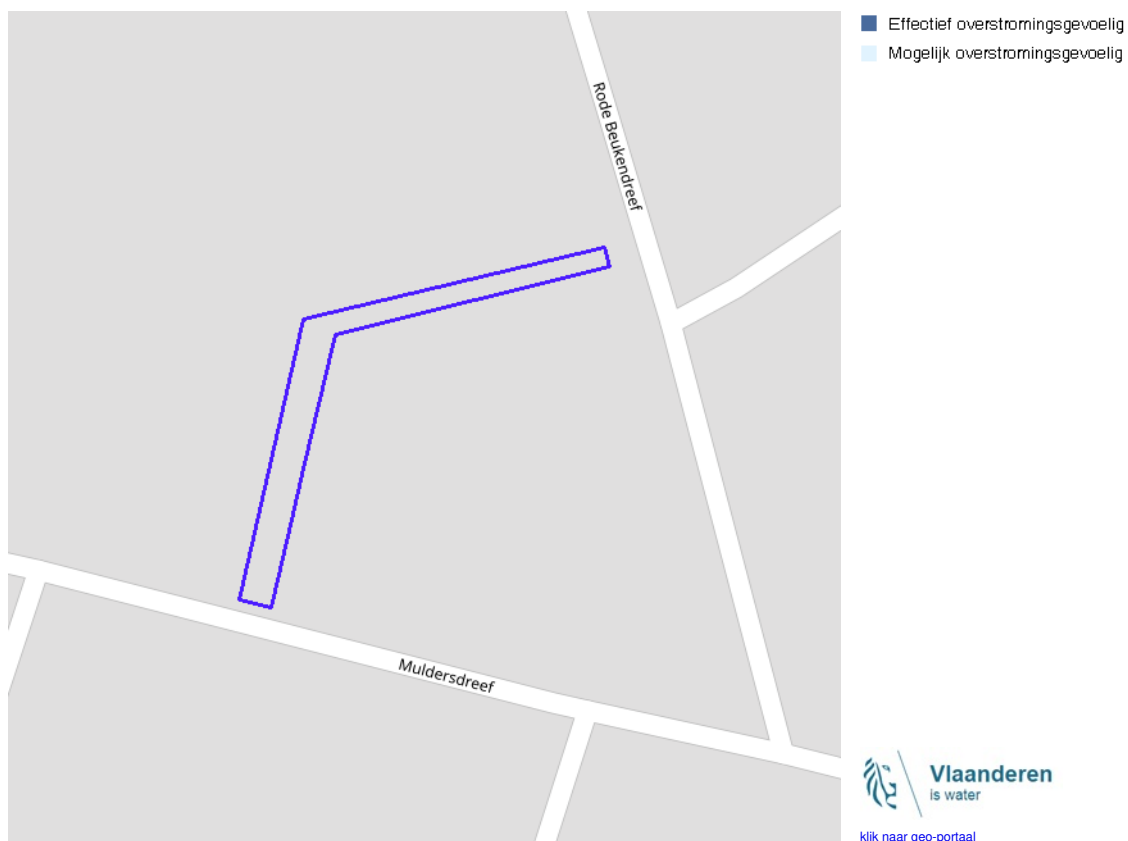 Effectief overstromingsgevoelig
Mogelijk overstromingsgevoelig
Rode Beukendreef
Muldersdreef
Vlaanderen
is water
klik naar geo-portaal